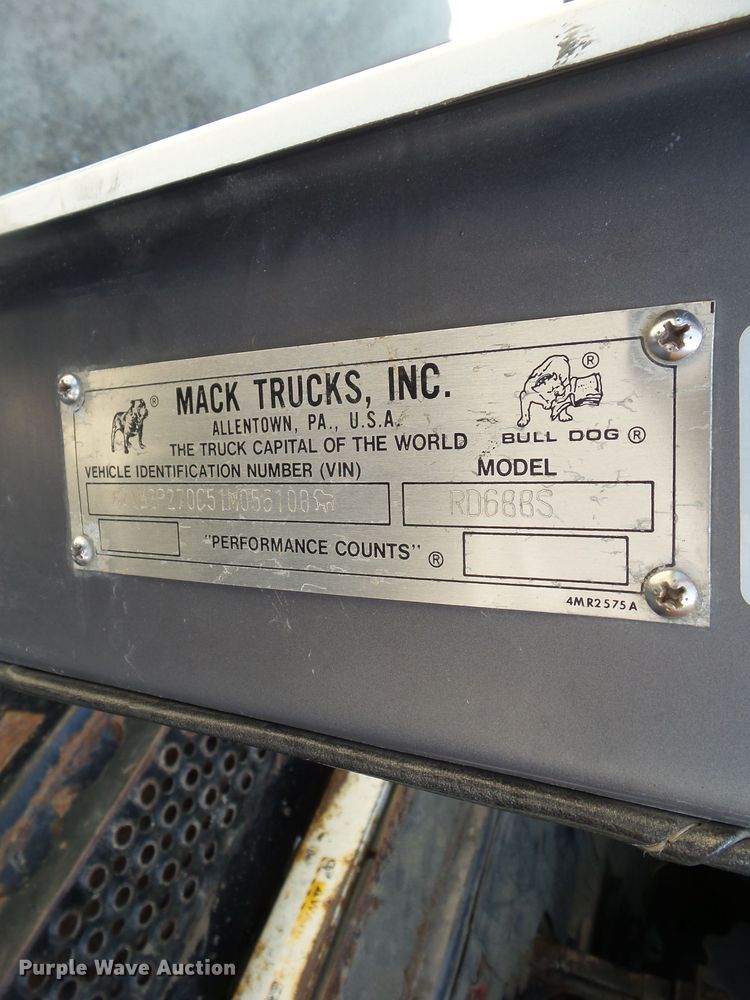 MACK TRUCKS, INC.
ALLENTOWN, PA., U.S.A.
THE TRUCK CAPITAL OF THE WORLD
BULL DOG ®
VEHICLE IDENTIFICATION NUMBER (VIN)
MODEL
RD688S
"PERFORMANCE COUNTS" ®
4MR2575A
Purple Wave Auction